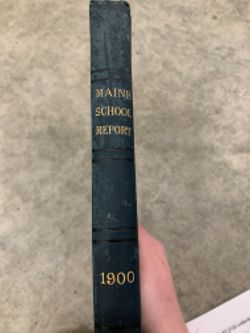 MAINE
SCHOOL
REPORT
1900